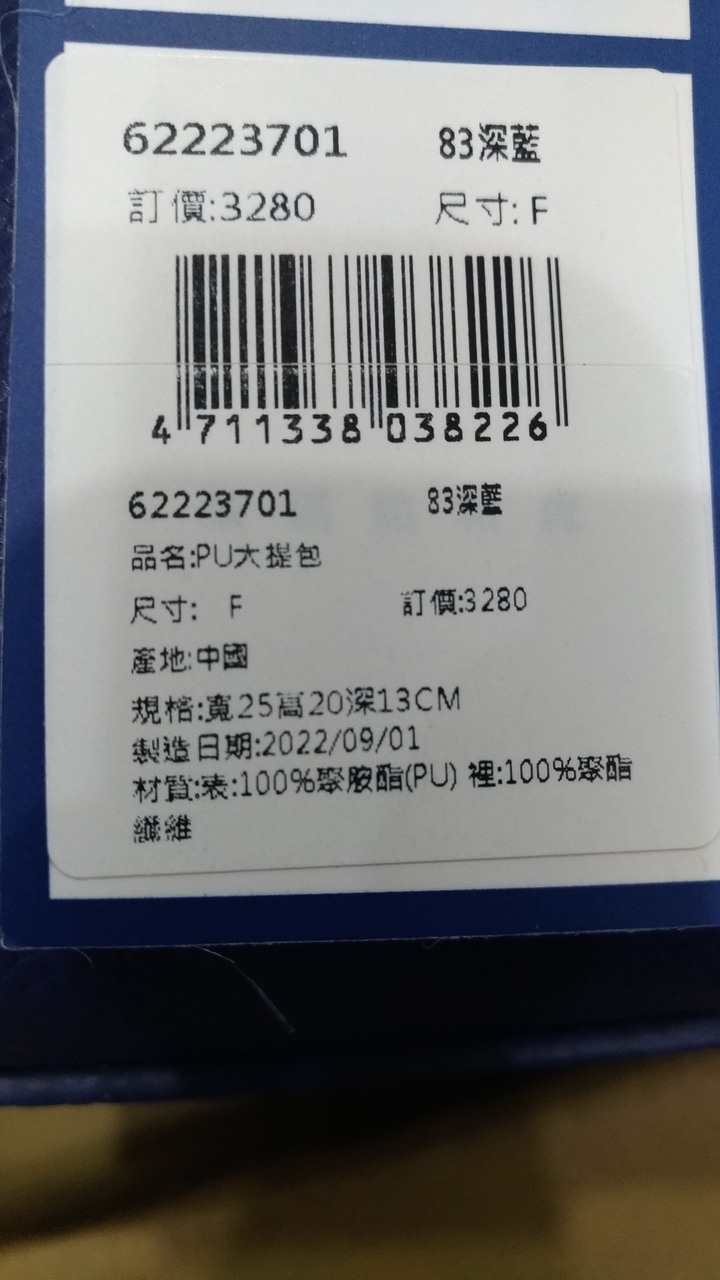 62223701 83深藍
訂價:3280 尺寸: F
4 711338 038226
62223701 83深藍
品名:PU大提包
尺寸: F 訂價:3280
產地:中國
規格:寬25高20深13CM
製造日期:2022/09/01
材質:表:100%聚胺酯(PU) 裡:100%聚酯
纖維